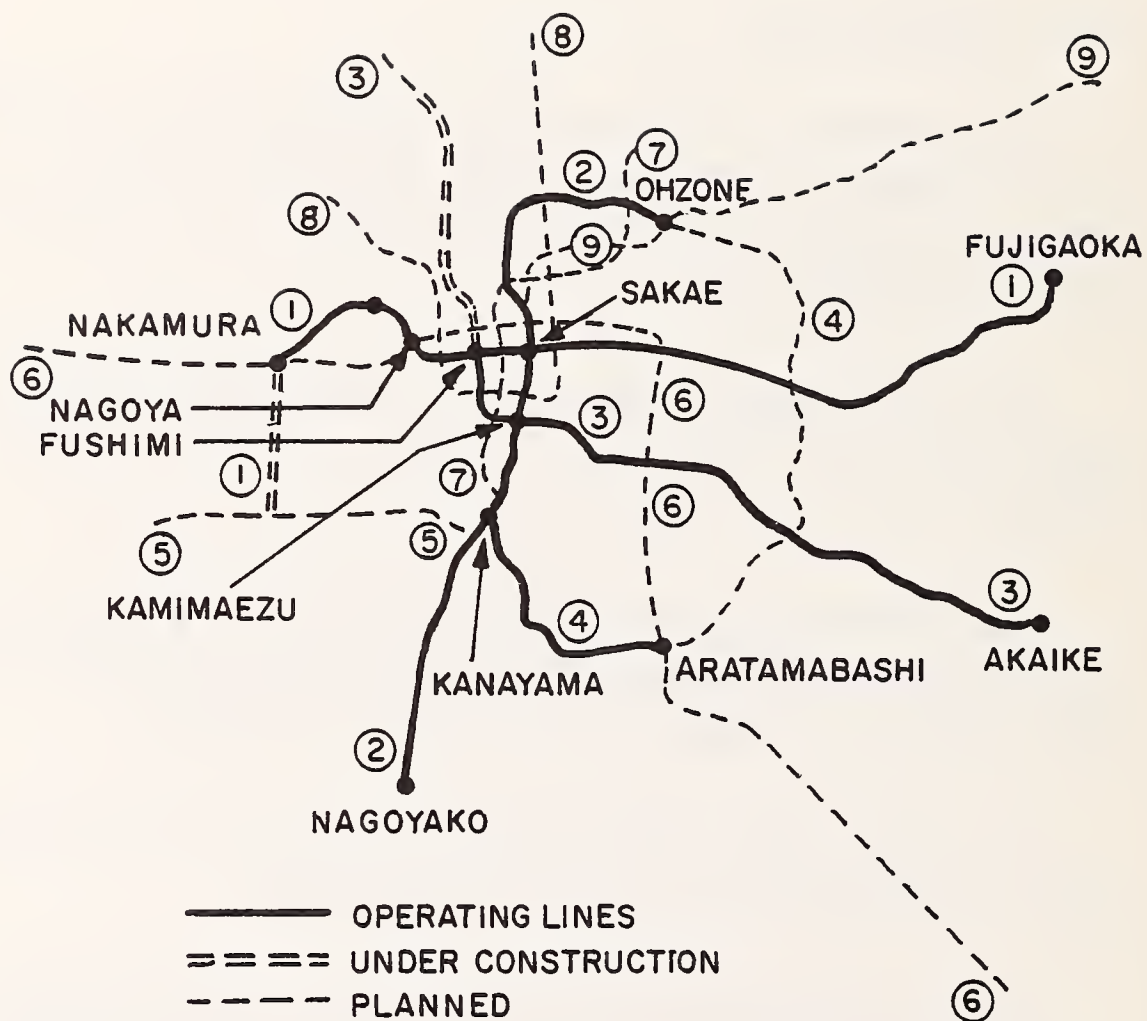 ⑧
③
⑨
⑦
②
OHZONE
⑧
⑨
FUJIGAOKA
①
SAKAE
①
NAKAMURA
④
⑥
NAGOYA
FUSHIMI
⑥
③
①
⑦
⑥
⑤
⑤
KAMIMAEZU
③
④
KANAYAMA
ARATAMABASHI
AKAIKE
②
NAGOYAKO
OPERATING LINES
UNDER CONSTRUCTION
PLANNED
⑥